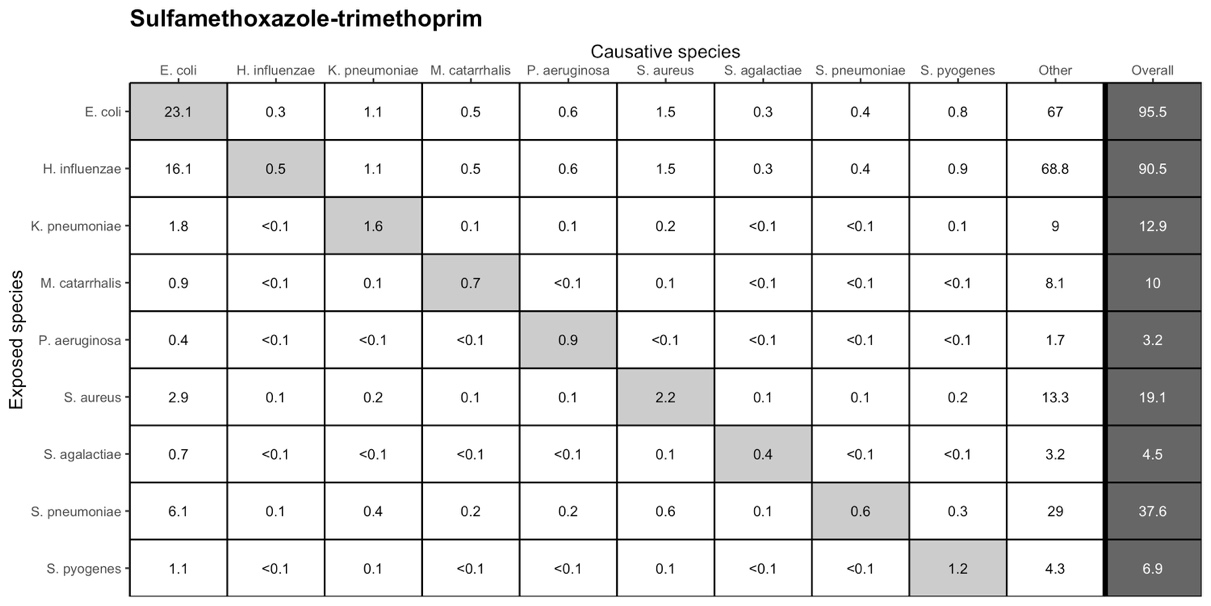 Sulfamethoxazole-trimethoprim
Causative species
E. coli H. influenzae K. pneumoniae M. catarrhalis P. aeruginosa S. aureus S. agalactiae S. pneumoniae S. pyogenes Other Overall
Exposed species
E. coli 23.1 0.3 1.1 0.5 0.6 1.5 0.3 0.4 0.8 67 95.5
H. influenzae 16.1 0.5 1.1 0.5 0.6 1.5 0.3 0.4 0.9 68.8 90.5
K. pneumoniae 1.8 <0.1 1.6 0.1 0.1 0.2 <0.1 <0.1 0.1 9 12.9
M. catarrhalis 0.9 <0.1 0.1 0.7 <0.1 0.1 <0.1 <0.1 <0.1 8.1 10
P. aeruginosa 0.4 <0.1 <0.1 <0.1 0.9 <0.1 <0.1 <0.1 <0.1 1.7 3.2
S. aureus 2.9 0.1 0.2 0.1 0.1 2.2 0.1 0.1 0.2 13.3 19.1
S. agalactiae 0.7 <0.1 <0.1 <0.1 <0.1 0.1 0.4 <0.1 <0.1 3.2 4.5
S. pneumoniae 6.1 0.1 0.4 0.2 0.2 0.6 0.1 0.6 0.3 29 37.6
S. pyogenes 1.1 <0.1 0.1 <0.1 <0.1 0.1 <0.1 <0.1 1.2 4.3 6.9